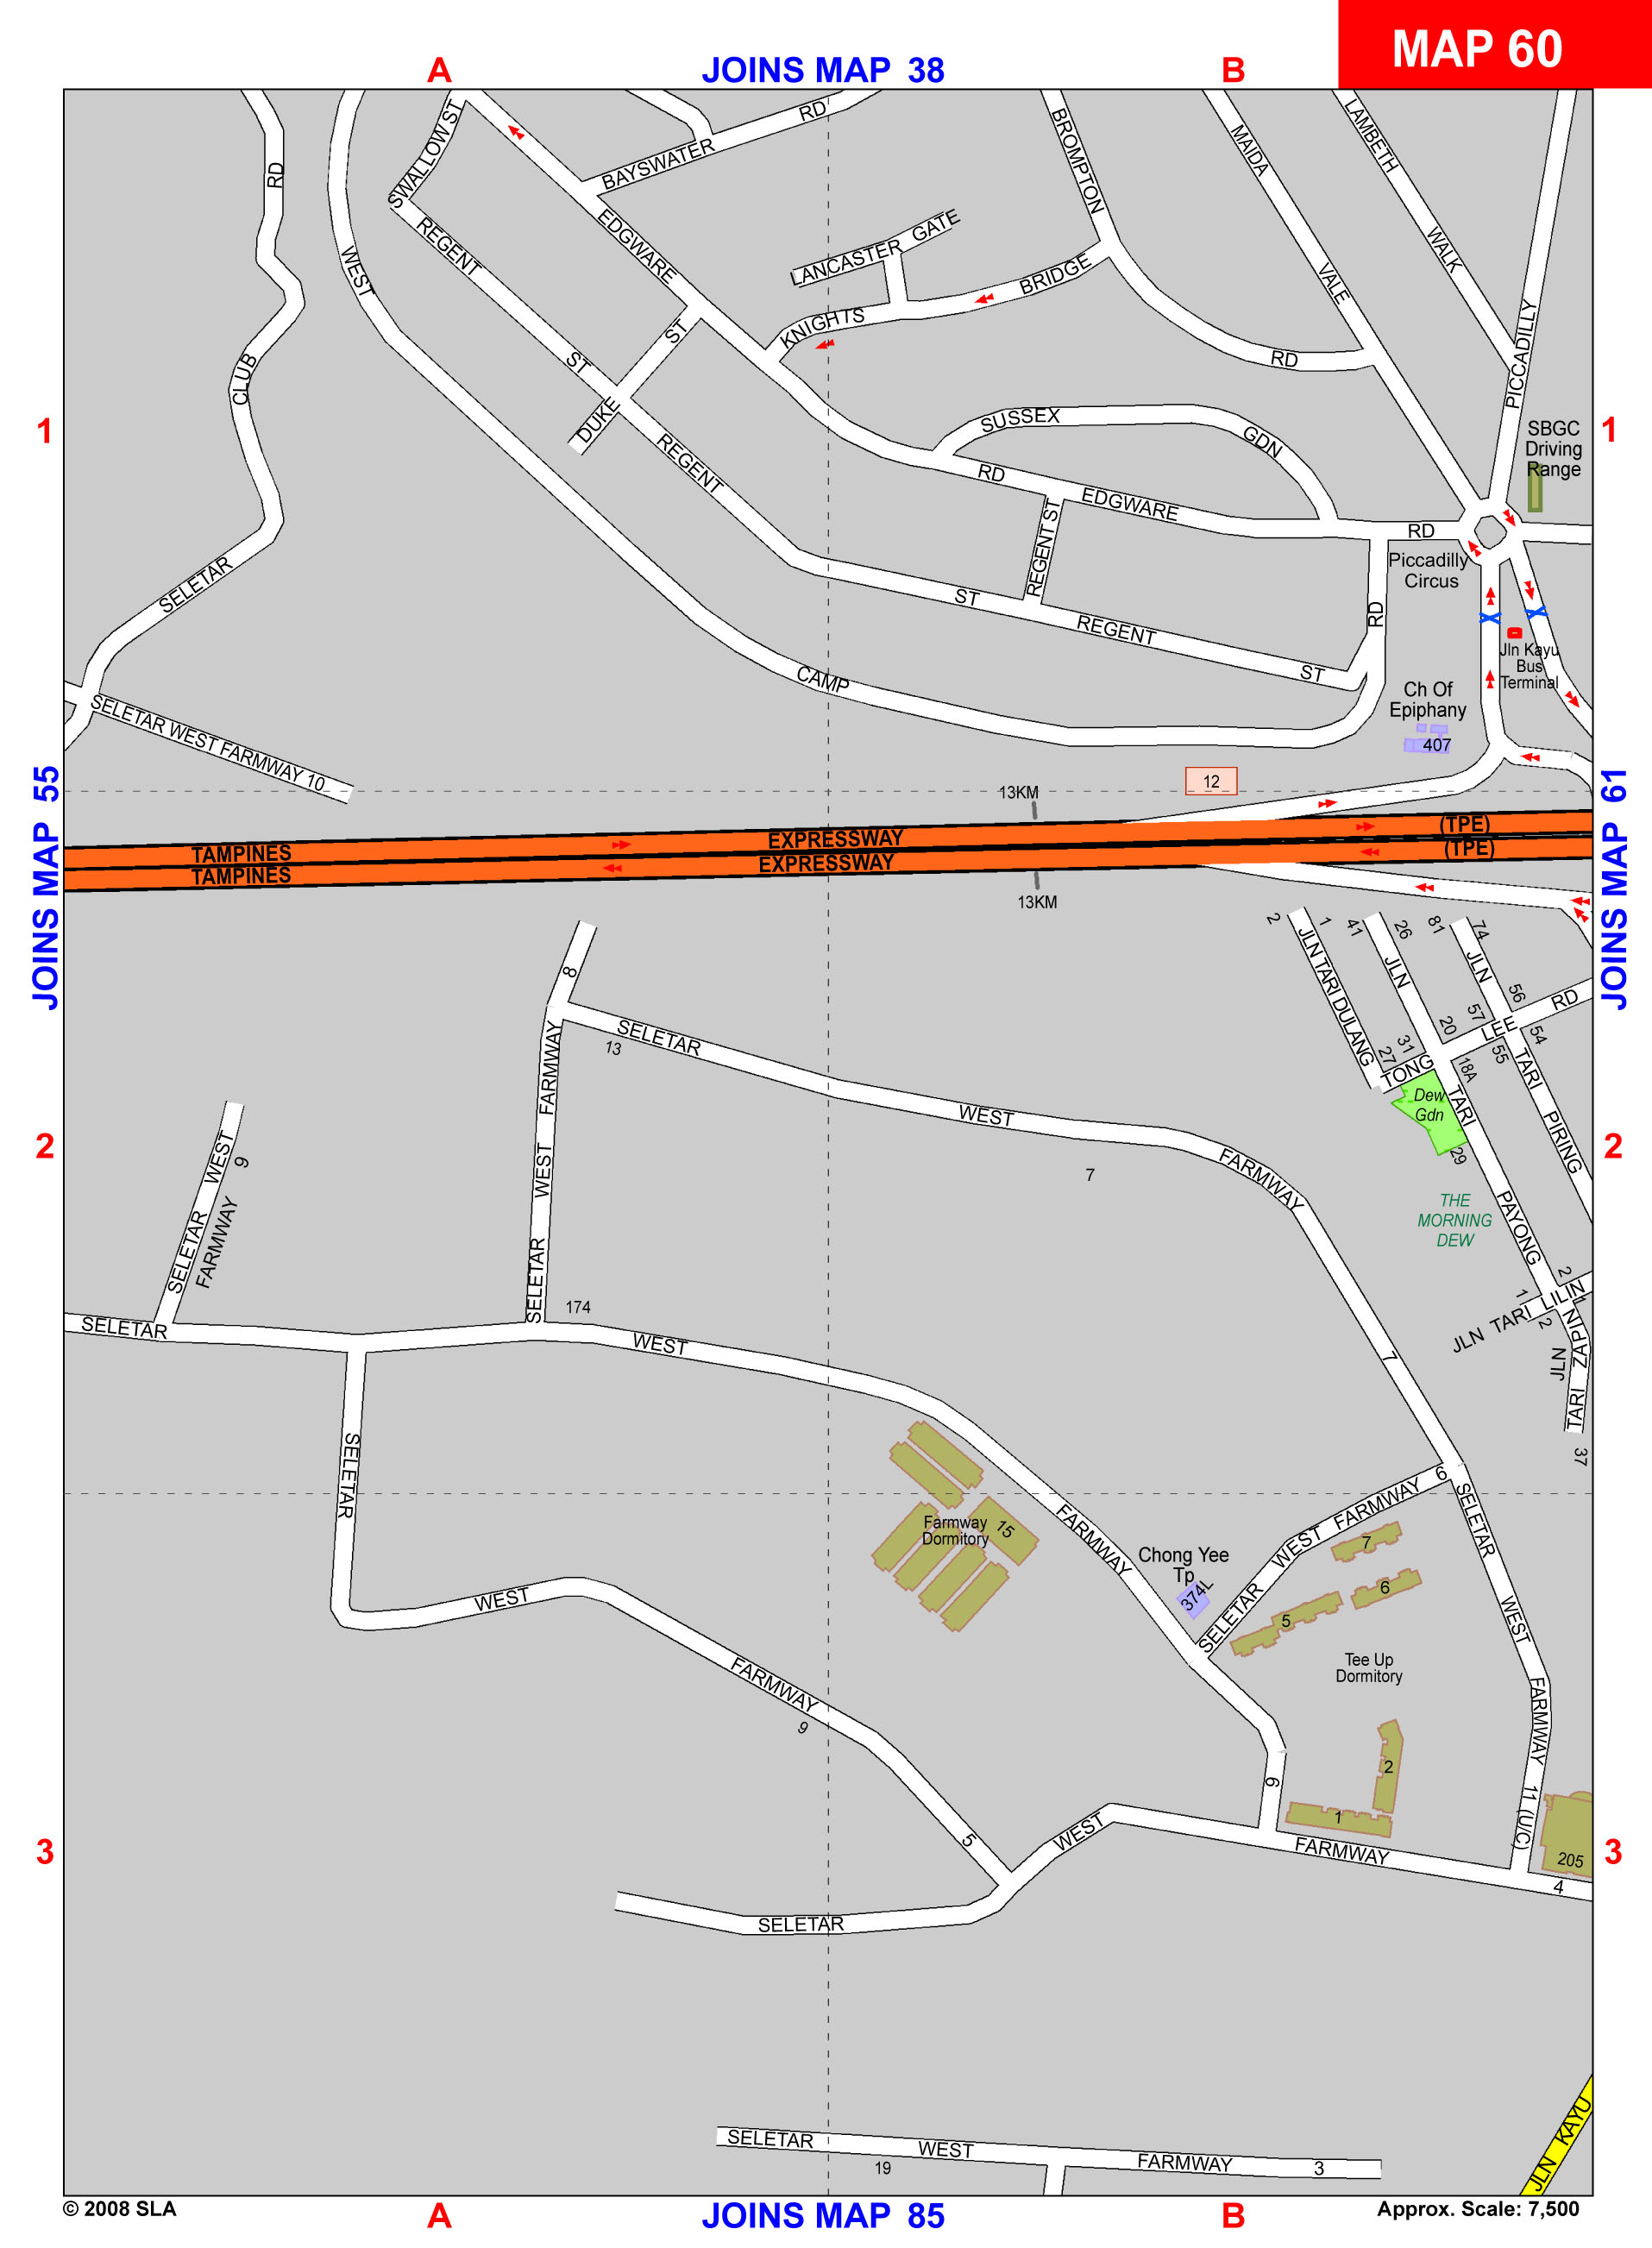 MAP 60
A
JOINS MAP 38
B
SWALLOW ST
RD
BAYSWATER
RD
BROMPTON
MAIDA
LAMBETH
REGENT
EDGWARE
LANCASTER GATE
WEST
BRIDGE
VALE
WALK
KNIGHTS
PICCADILLY
ST
ST
RD
CLUB
DUKE
SUSSEX
GDN
1
1
SBGC
Driving
Range
REGENT
RD
EDGWARE
RD
REGENT ST
Piccadilly
Circus
SELETAR
ST
REGENT
RD
ST
Jln Kayu
Bus
Terminal
CAMP
Ch Of
Epiphany
407
SELETAR WEST FARMWAY 10
12
13KM
JOINS MAP 55
JOINS MAP 61
TAMPINES
EXPRESSWAY
(TPE)
TAMPINES
EXPRESSWAY
(TPE)
13KM
2
1
41
26
81
74
JLN TARI DULANG
JLN
JLN
8
56
RD
57
20
LEE
54
31
27
TONG
18A
55
SELETAR
13
WEST
FARMWAY
Dew
Gdn
TARI
TARI
PIRING
29
2
2
7
FARMWAY
SELETAR WEST
FARMWAY
9
SELETAR WEST FARMWAY
THE
MORNING
DEW
PAYONG
174
2
1
LILIN
1
JLN TARI
2
ZAPIN
JLN
TARI
37
SELETAR
WEST
7
SELETAR
6
SELETAR
FARMWAY
WEST FARMWAY
SELETAR
Farmway
Dormitory
15
Chong Yee
Tp
374L
7
6
5
WEST
WEST
Tee Up
Dormitory
FARMWAY
9
FARMWAY
2
6
1
11 (U/C)
5
WEST
FARMWAY
3
3
205
4
SELETAR
SELETAR
WEST
FARMWAY
3
19
JLN KAYU
© 2008 SLA
A
JOINS MAP 85
B
Approx. Scale: 7,500